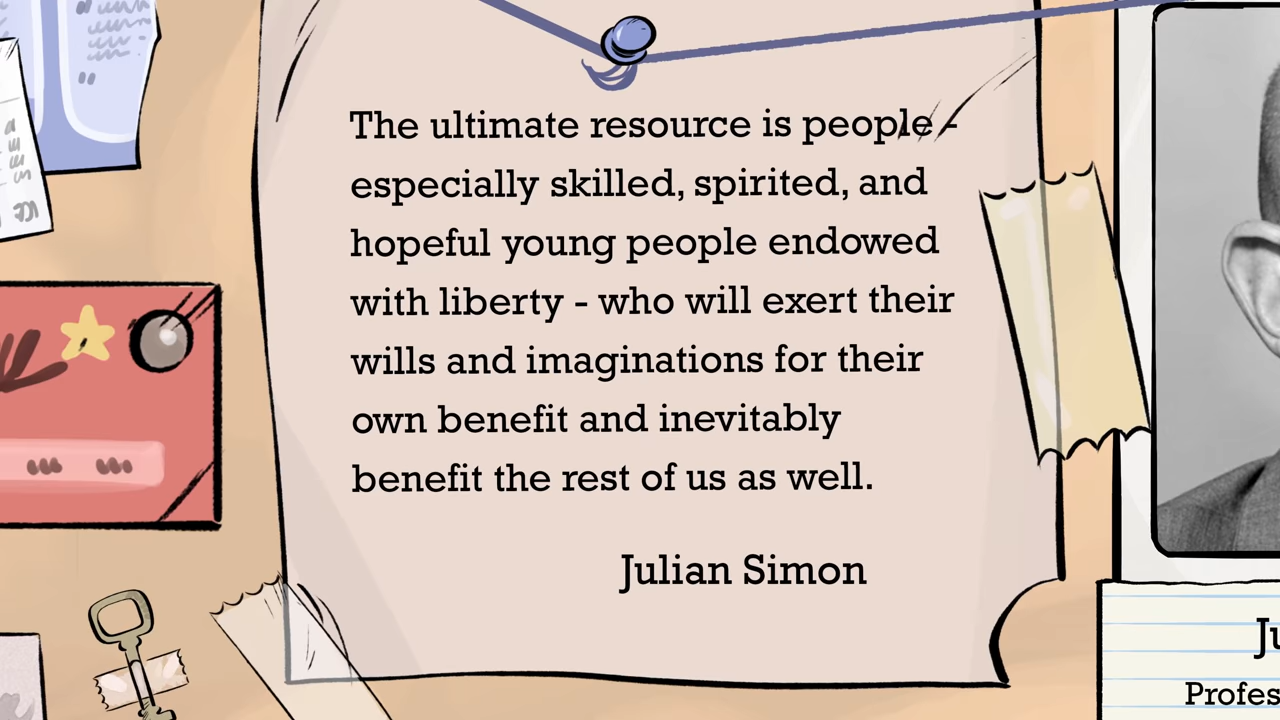 The ultimate resource is people -
especially skilled, spirited, and
hopeful young people endowed
with liberty - who will exert their
wills and imaginations for their
own benefit and inevitably
benefit the rest of us as well.
Julian Simon